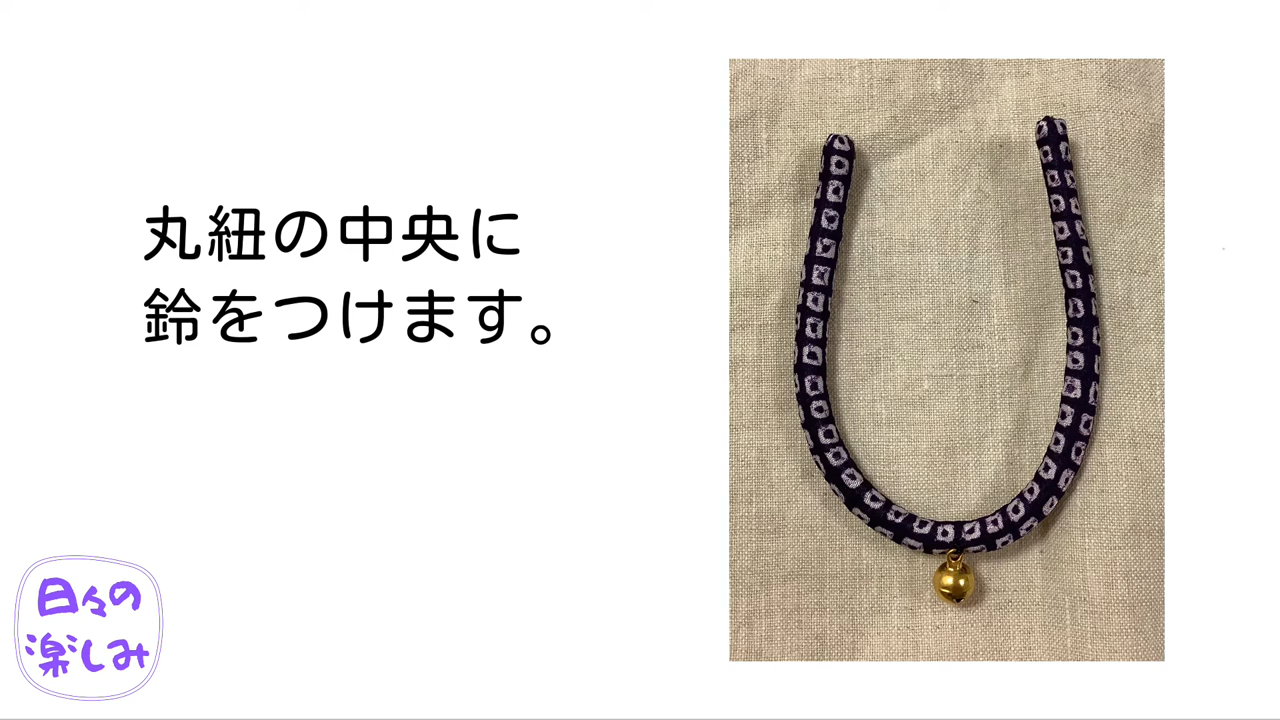 丸紐の中央に
鈴をつけます。
日々の
楽しみ